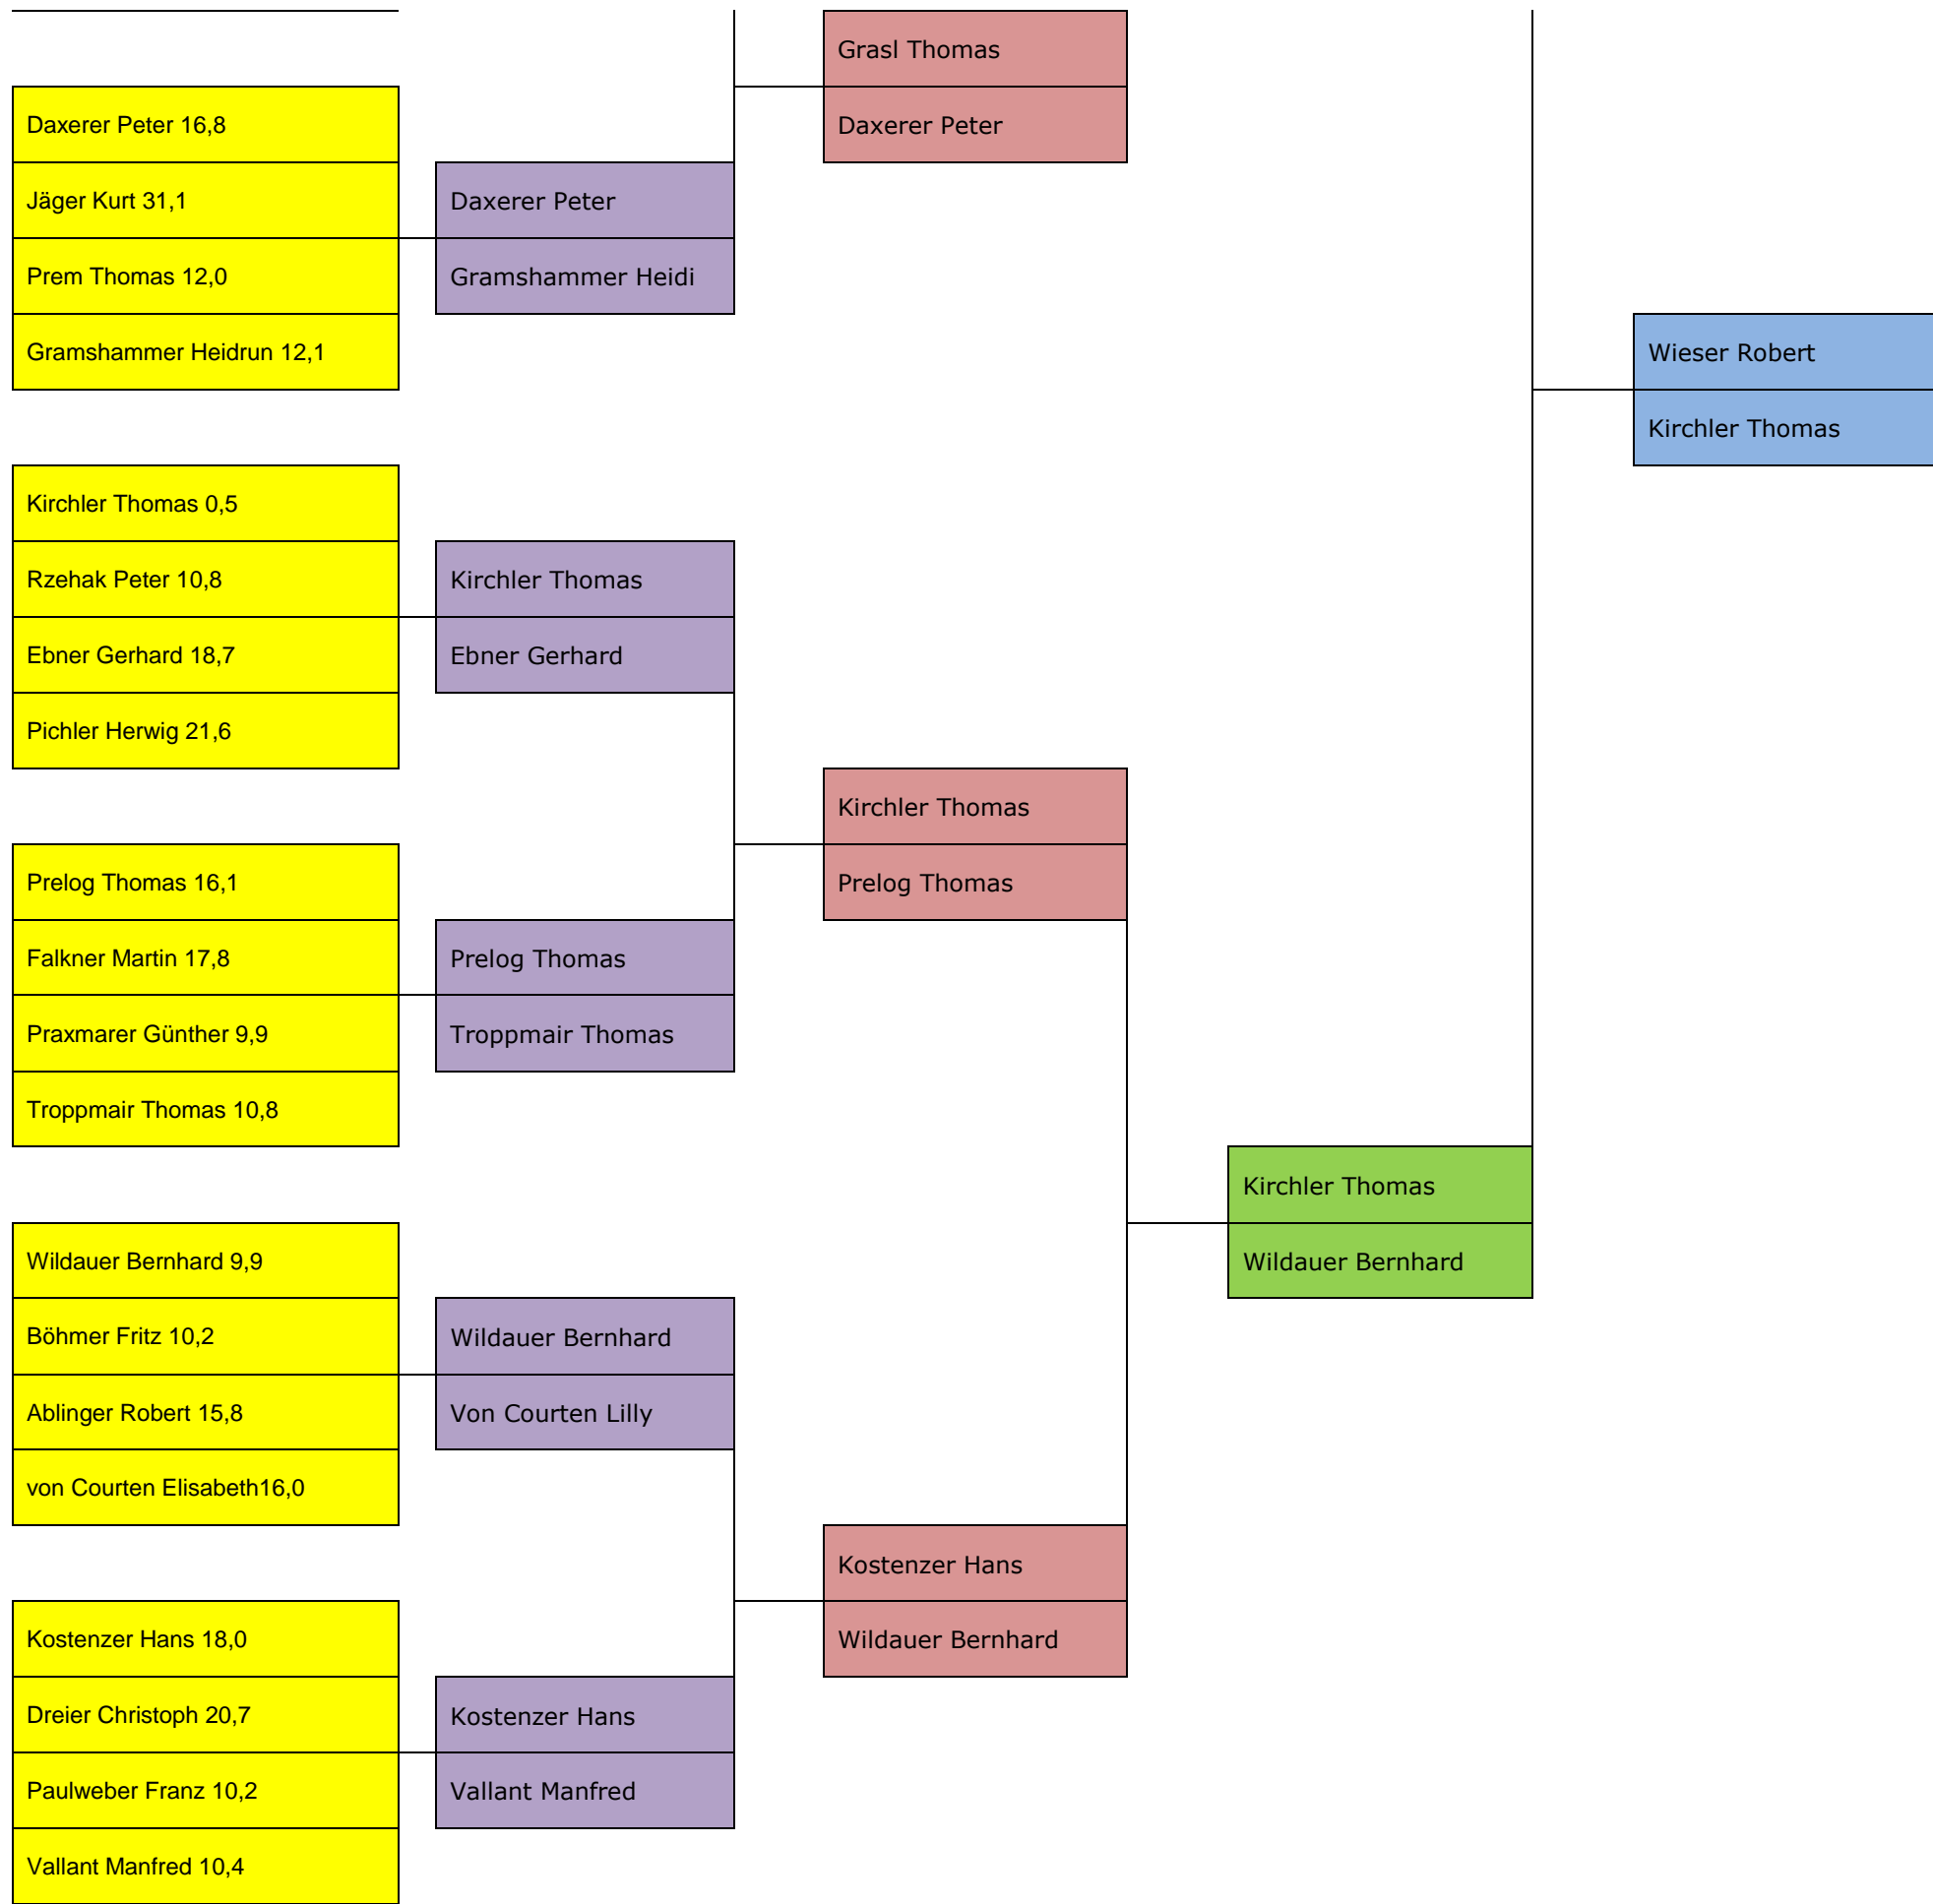 Grasl Thomas
Daxerer Peter
Daxerer Peter 16,8
Jäger Kurt 31,1
Prem Thomas 12,0
Gramshammer Heidrun 12,1
Daxerer Peter
Gramshammer Heidi
Wieser Robert
Kirchler Thomas
Kirchler Thomas 0,5
Rzehak Peter 10,8
Ebner Gerhard 18,7
Pichler Herwig 21,6
Kirchler Thomas
Ebner Gerhard
Kirchler Thomas
Prelog Thomas
Prelog Thomas 16,1
Falkner Martin 17,8
Praxmarer Günther 9,9
Troppmair Thomas 10,8
Prelog Thomas
Troppmair Thomas
Kirchler Thomas
Wildauer Bernhard
Wildauer Bernhard 9,9
Böhmer Fritz 10,2
Ablinger Robert 15,8
von Courten Elisabeth16,0
Wildauer Bernhard
Von Courten Lilly
Kostenzer Hans
Wildauer Bernhard
Kostenzer Hans 18,0
Dreier Christoph 20,7
Paulweber Franz 10,2
Vallant Manfred 10,4
Kostenzer Hans
Vallant Manfred